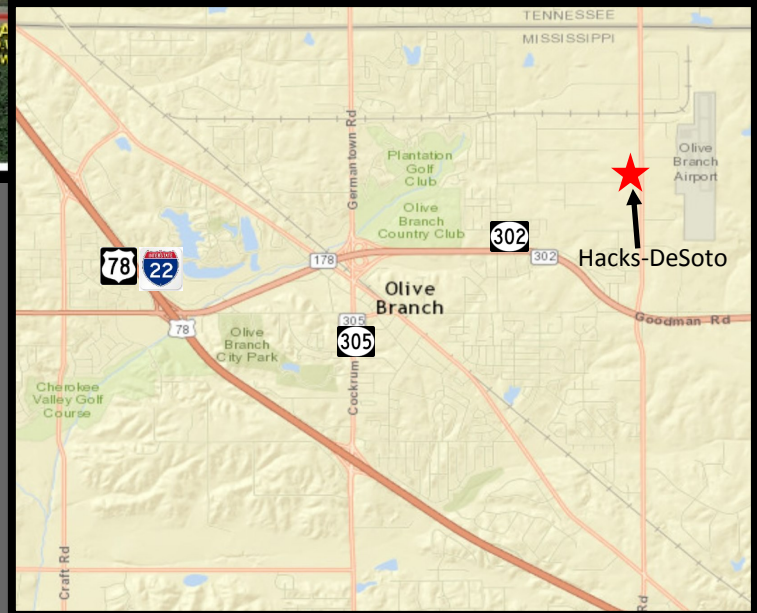 TENNESSEE
MISSISSIPPI
Germantown Rd
Plantation
Golf
Club
Olive
Branch
Airport
Olive
Branch
Country Club
302
302
Hacks-DeSoto
178
78
INTERSTATE
22
Olive
Branch
Goodman Rd
78
305
305
Olive
Branch
City Park
Cockrum
Cherokee
Valley Golf
Course
Craft Rd
Rd